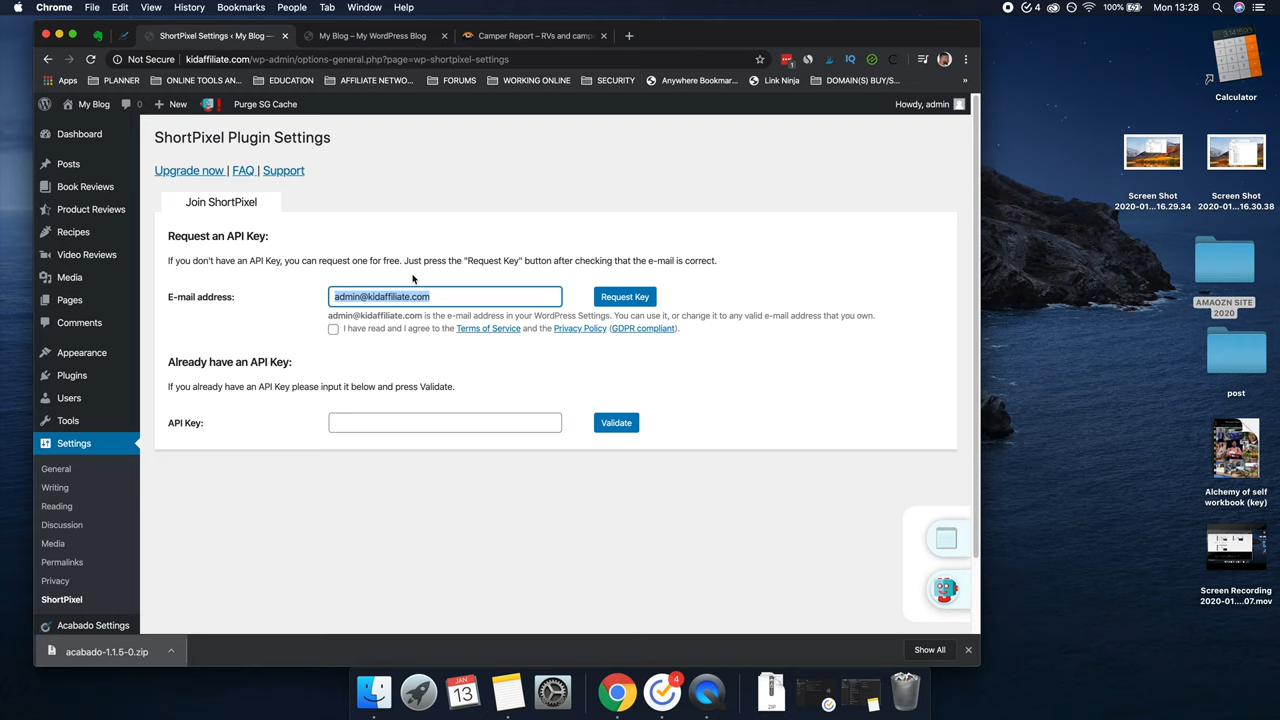 Chrome File Edit View History Bookmarks People Tab Window Help
4 100% Mon 13:28
ShortPixel Settings ‹ My Blog —
My Blog – My WordPress Blog
Camper Report – RVs and camp
Not Secure kidaffiliate.com/wp-admin/options-general.php?page=wp-shortpixel-settings
Apps PLANNER ONLINE TOOLS AN... EDUCATION AFFILIATE NETW... FORUMS WORKING ONLINE SECURITY Anywhere Bookmar... Link Ninja DOMAIN(S) BUY/S... »
My Blog 0 New Purge SG Cache Howdy, admin
Dashboard
Posts
Book Reviews
Product Reviews
Recipes
Video Reviews
Media
Pages
Comments
Appearance
Plugins
Users
Tools
Settings
General
Writing
Reading
Discussion
Media
Permalinks
Privacy
ShortPixel
Acabado Settings
ShortPixel Plugin Settings
Upgrade now | FAQ | Support
Join ShortPixel
Request an API Key:
If you don't have an API Key, you can request one for free. Just press the "Request Key" button after checking that the e-mail is correct.
E-mail address: admin@kidaffiliate.com Request Key
admin@kidaffiliate.com is the e-mail address in your WordPress Settings. You can use it, or change it to any valid e-mail address that you own.
I have read and I agree to the Terms of Service and the Privacy Policy (GDPR compliant).
Already have an API Key:
If you already have an API Key please input it below and press Validate.
API Key: Validate
acabado-1.1.5-0.zip
Show All
Calculator
Screen Shot
2020-01...16.29.34
Screen Shot
2020-01...16.30.38
AMAOZN SITE
2020
post
Alchemy of self
workbook (key)
Screen Recording
2020-01....07.mov
JAN
13
4
ZIP